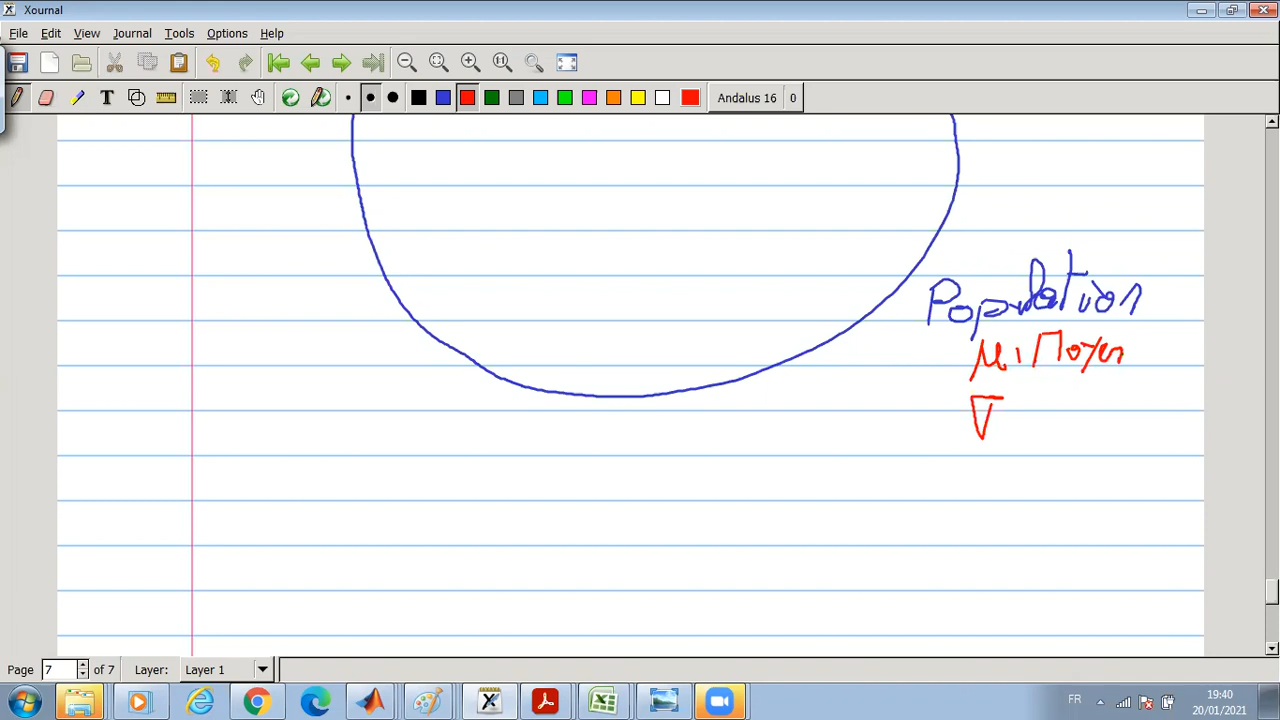 Xournal
File Edit View Journal Tools Options Help
T Andalus 16 0
Population
μ: Moyen
Page 7 of 7 Layer: Layer 1
FR 19:40
20/01/2021